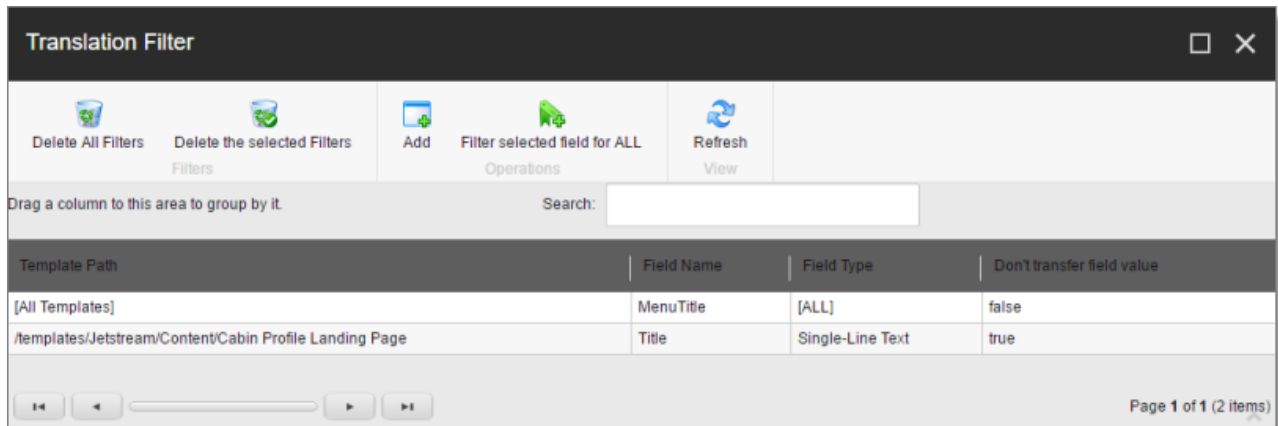 Translation Filter
Delete All Filters Delete the selected Filters Add Filter selected field for ALL Refresh
Filters Operations View
Drag a column to this area to group by it. Search:
Template Path Field Name Field Type Don't transfer field value
[All Templates] MenuTitle [ALL] false
/templates/Jetstream/Content/Cabin Profile Landing Page Title Single-Line Text true
Page 1 of 1 (2 items)